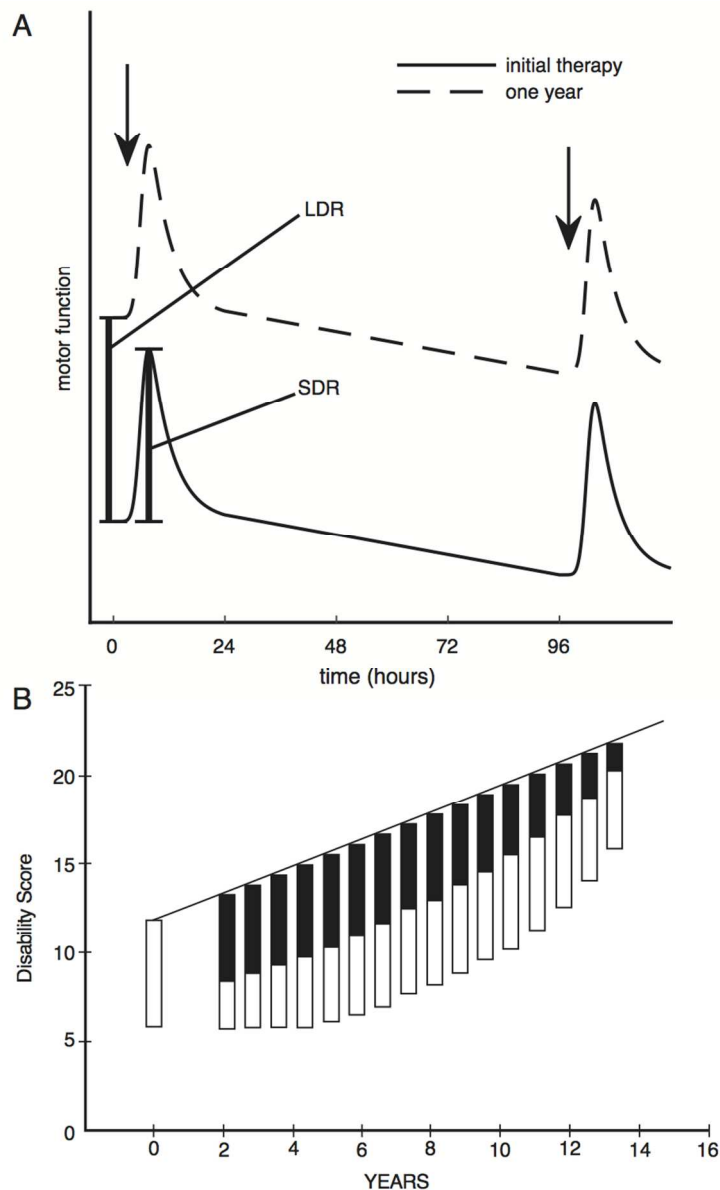 A
initial therapy
one year
LDR
SDR
motor function
0 24 48 72 96
time (hours)
B
25
20
15
10
5
0
Disability Score
0 2 4 6 8 10 12 14 16
YEARS